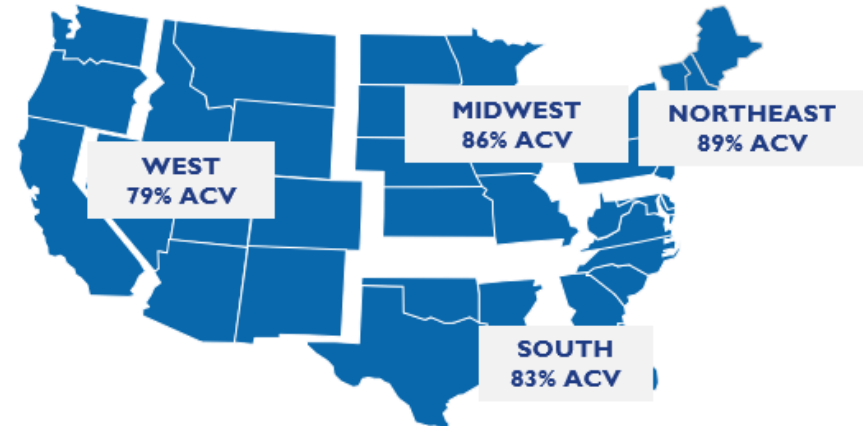 MIDWEST
86% ACV
NORTHEAST
89% ACV
WEST
79% ACV
SOUTH
83% ACV